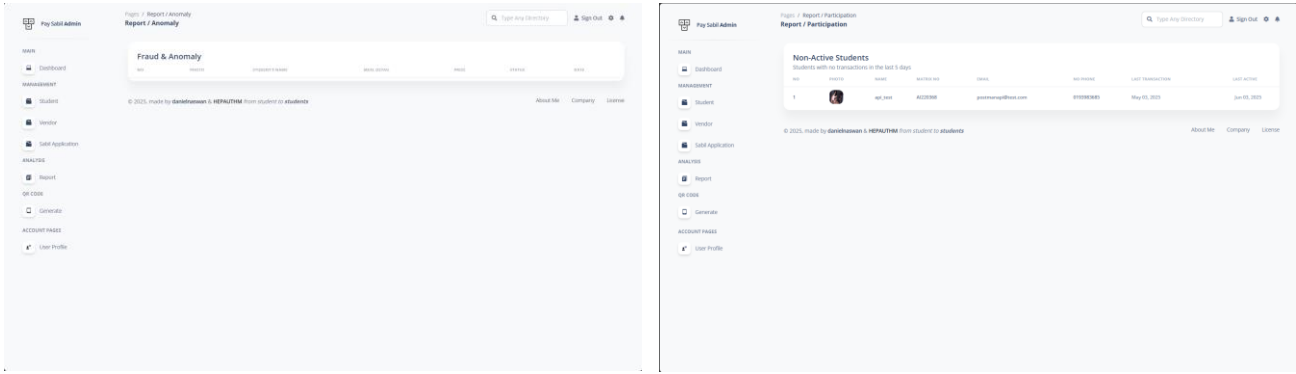 Pay Sabil Admin
Pages / Report / Anomaly
Report / Anomaly
Type Any Directory
Sign Out
MAIN
Dashboard
MANAGEMENT
Student
Vendor
Sabil Application
ANALYSIS
Report
QR CODE
Generate
ACCOUNT PAGES
User Profile
Fraud & Anomaly
NO PHOTO STUDENT'S NAME PRICE STATUS DATE
© 2025, made by danielnaswan & HEPAUTHM from student to students
About Me Company License
Pay Sabil Admin
Pages / Report / Participation
Report / Participation
Type Any Directory
Sign Out
MAIN
Dashboard
MANAGEMENT
Student
Vendor
Sabil Application
ANALYSIS
Report
QR CODE
Generate
ACCOUNT PAGES
User Profile
Non-Active Students
Students with no transactions in the last 5 days
NO PHOTO NAME MATRIX NO EMAIL NO PHONE LAST TRANSACTION LAST ACTIVE
1 api_test May 03, 2025 Jun 03, 2025
© 2025, made by danielnaswan & HEPAUTHM from student to students
About Me Company License